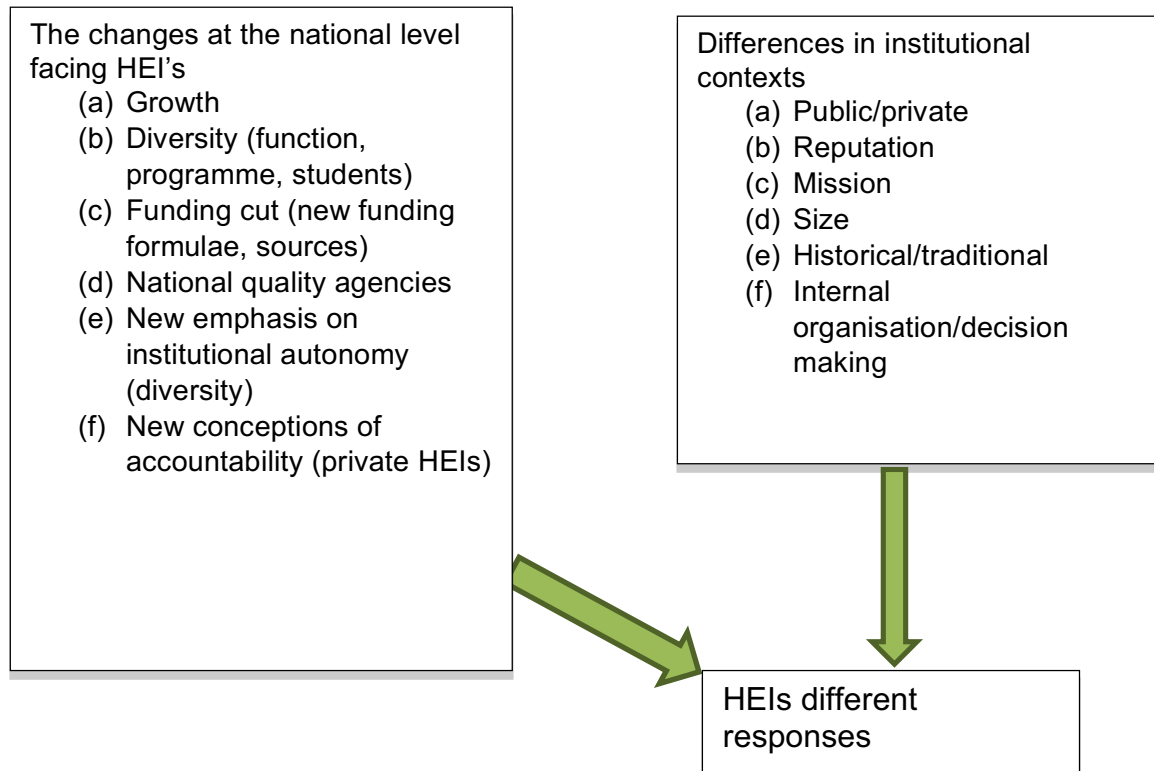 The changes at the national level
facing HEI's
(a) Growth
(b) Diversity (function,
programme, students)
(c) Funding cut (new funding
formulae, sources)
(d) National quality agencies
(e) New emphasis on
institutional autonomy
(diversity)
(f) New conceptions of
accountability (private HEIs)
Differences in institutional
contexts
(a) Public/private
(b) Reputation
(c) Mission
(d) Size
(e) Historical/traditional
(f) Internal
organisation/decision
making
HEIs different
responses